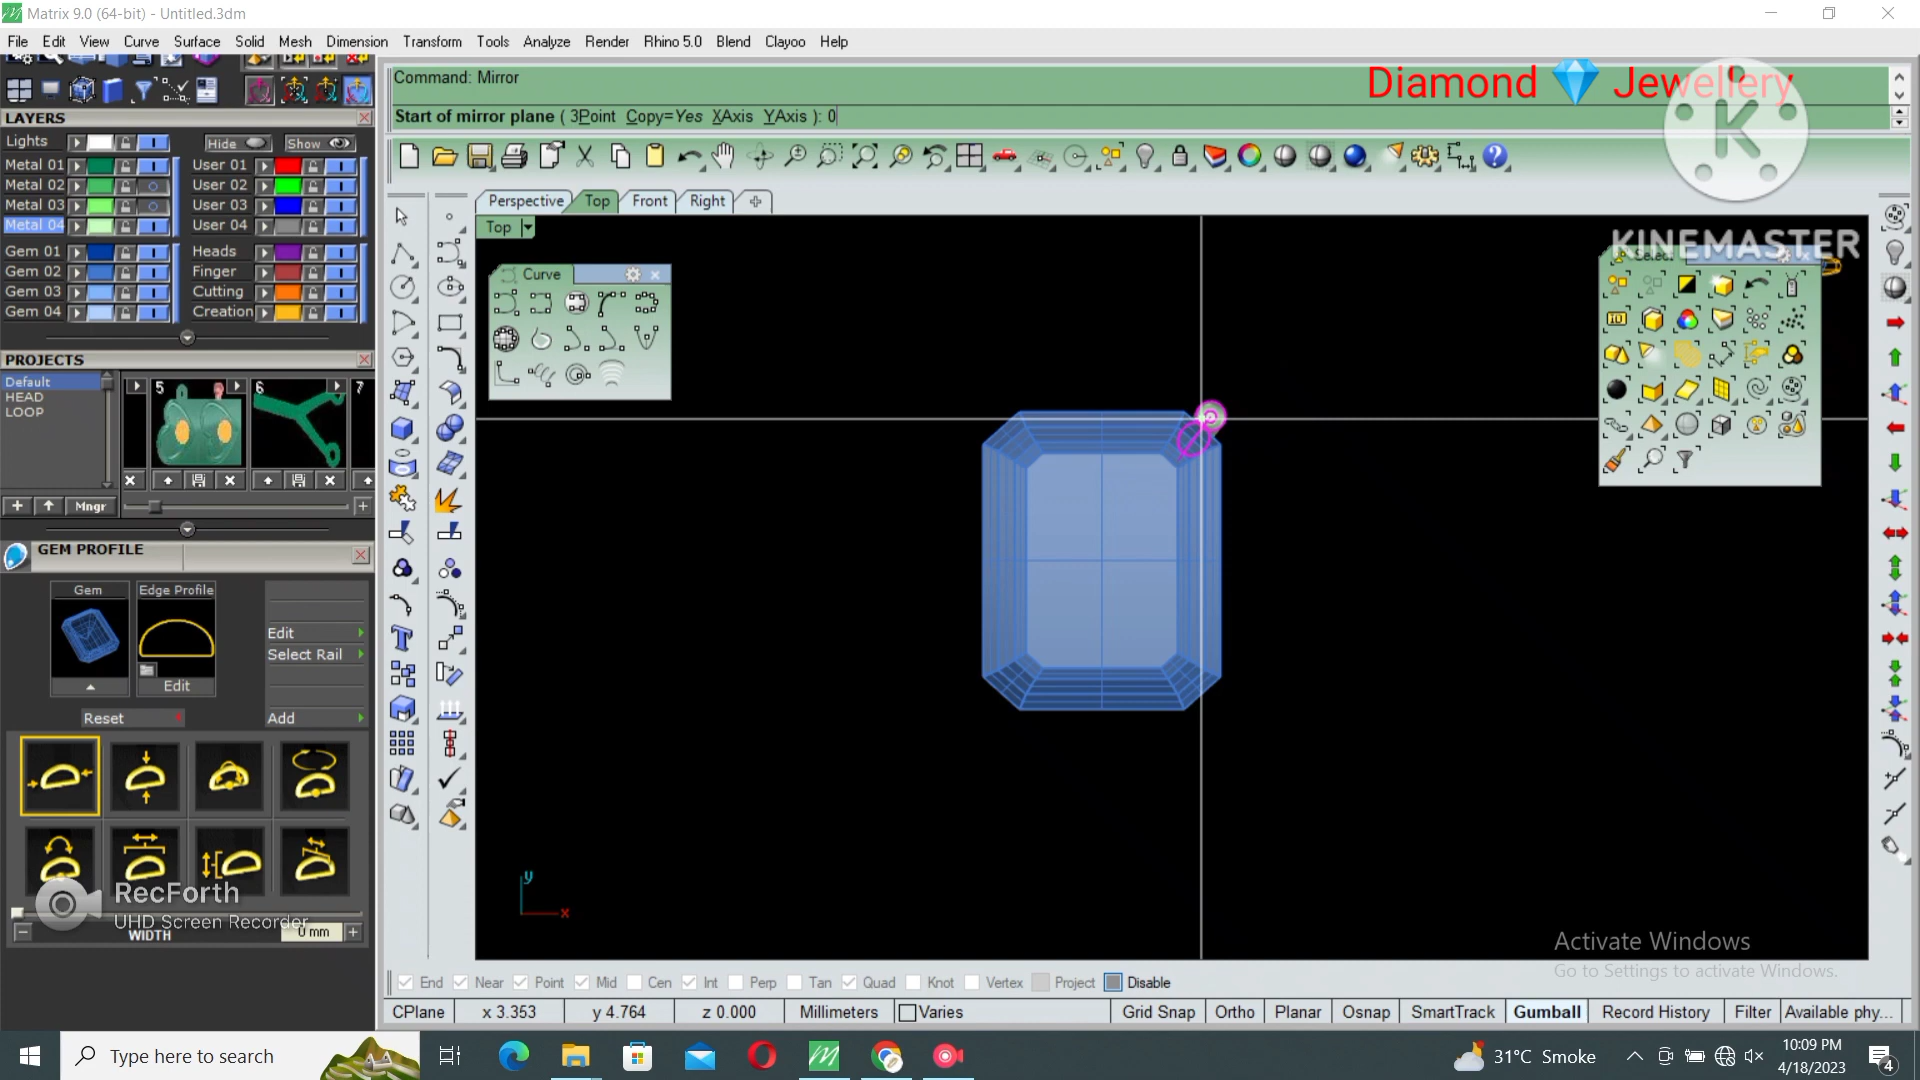 Matrix 9.0 (64-bit) - Untitled.3dm
File Edit View Curve Surface Solid Mesh Dimension Transform Tools Analyze Render Rhino 5.0 Blend Clayoo Help
Command: Mirror
Start of mirror plane ( 3Point Copy=Yes XAxis YAxis ): 0
Diamond 💎 Jewellery
K
KINEMASTER
LAYERS
Lights Hide Show
Metal 01 User 01
Metal 02 User 02
Metal 03 User 03
Metal 04 User 04
Gem 01 Heads
Gem 02 Finger
Gem 03 Cutting
Gem 04 Creation
PROJECTS
Default
HEAD
LOOP
5 6 7
Mngr
GEM PROFILE
Gem Edge Profile
Edit
Select Rail
Edit
Reset Add
RecForth
UHD Screen Recorder
WIDTH 0 mm
Perspective Top Front Right
Top
Curve
Select
y
x
Activate Windows
Go to Settings to activate Windows.
End Near Point Mid Cen Int Perp Tan Quad Knot Vertex Project Disable
CPlane x 3.353 y 4.764 z 0.000 Millimeters Varies Grid Snap Ortho Planar Osnap SmartTrack Gumball Record History Filter Available phy...
Type here to search
31°C Smoke
10:09 PM
4/18/2023
4